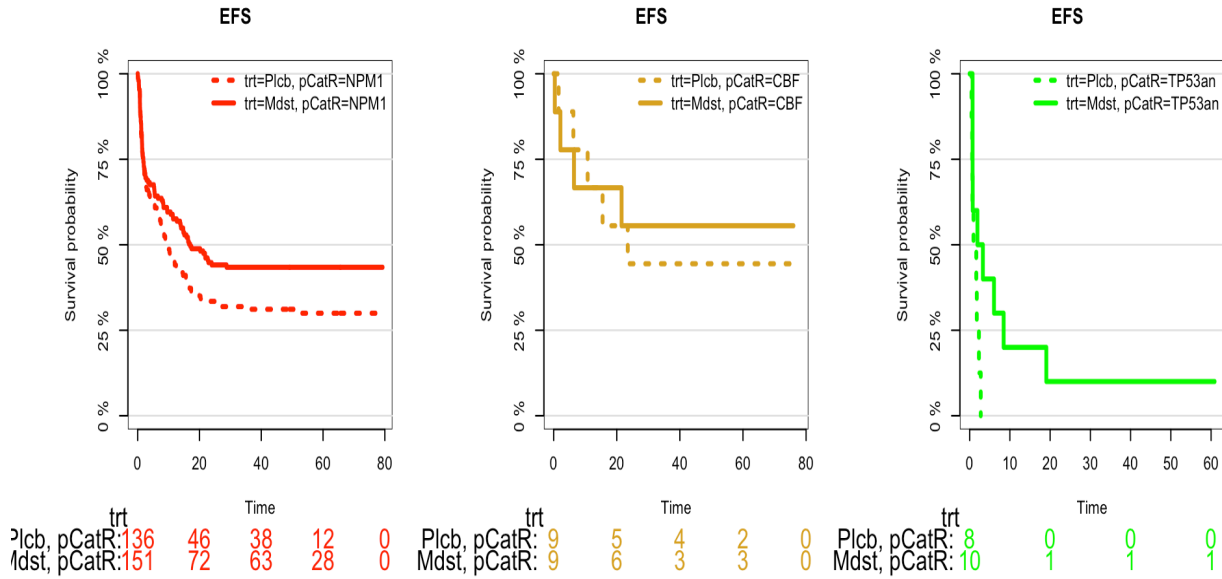 EFS
100 %
75 %
50 %
25 %
0 %
Survival probability
trt=Plcb, pCatR=NPM1
trt=Mdst, pCatR=NPM1
0 20 40 60 80
Time
trt
Plcb, pCatR: 136 46 38 12 0
Mdst, pCatR: 151 72 63 28 0
EFS
100 %
75 %
50 %
25 %
0 %
Survival probability
trt=Plcb, pCatR=CBF
trt=Mdst, pCatR=CBF
0 20 40 60 80
Time
trt
Plcb, pCatR: 9 5 4 2 0
Mdst, pCatR: 9 6 3 3 0
EFS
100 %
75 %
50 %
25 %
0 %
Survival probability
trt=Plcb, pCatR=TP53an
trt=Mdst, pCatR=TP53an
0 10 20 30 40 50 60
Time
trt
Plcb, pCatR: 8 0 0 0
Mdst, pCatR: 10 1 1 1